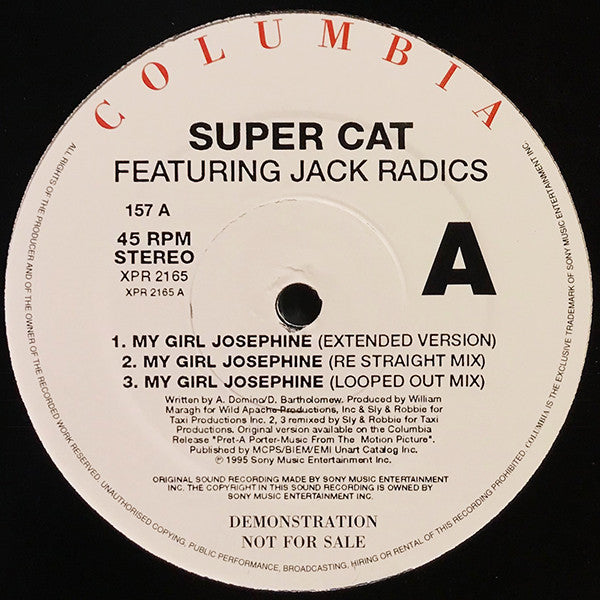 COLUMBIA
SUPER CAT
FEATURING JACK RADICS
157 A
45 RPM
STEREO
XPR 2165
XPR 2165 A
A
1. MY GIRL JOSEPHINE (EXTENDED VERSION)
2. MY GIRL JOSEPHINE (RE STRAIGHT MIX)
3. MY GIRL JOSEPHINE (LOOPED OUT MIX)
Written by A. Domino/D. Bartholomew. Produced by William
Maragh for Wild Apache Productions, Inc & Sly & Robbie for
Taxi Productions Inc. 2, 3 remixed by Sly & Robbie for Taxi
Productions. Original version available on the Columbia
Release "Pret-A Porter-Music From The Motion Picture".
Published by MCPS/BIEM/EMI Unart Catalog Inc.
℗ 1995 Sony Music Entertainment Inc.
ORIGINAL SOUND RECORDING MADE BY SONY MUSIC ENTERTAINMENT
INC. THE COPYRIGHT IN THIS SOUND RECORDING IS OWNED BY
SONY MUSIC ENTERTAINMENT INC.
DEMONSTRATION
NOT FOR SALE
ALL RIGHTS OF THE PRODUCER AND OF THE OWNER OF THE RECORDED WORK RESERVED. UNAUTHORISED COPYING, PUBLIC PERFORMANCE, BROADCASTING, HIRING OR RENTAL OF THIS RECORDING PROHIBITED. COLUMBIA IS THE EXCLUSIVE TRADEMARK OF SONY MUSIC ENTERTAINMENT INC